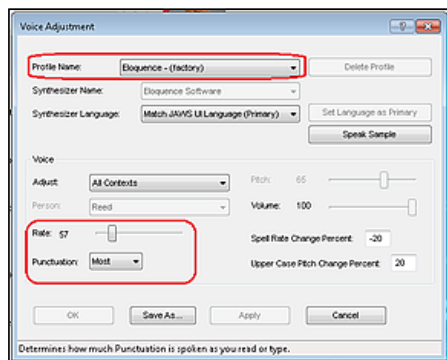 Voice Adjustment
Profile Name: Eloquence - (factory) Delete Profile
Synthesizer Name: Eloquence Software
Synthesizer Language: Match JAWS UI Language (Primary) Set Language as Primary
Speak Sample
Voice
Adjust: All Contexts Pitch: 65
Person: Reed Volume: 100
Rate: 57 Spell Rate Change Percent: -20
Punctuation: Most Upper Case Pitch Change Percent: 20
OK Save As... Apply Cancel
Determines how much Punctuation is spoken as you read or type.